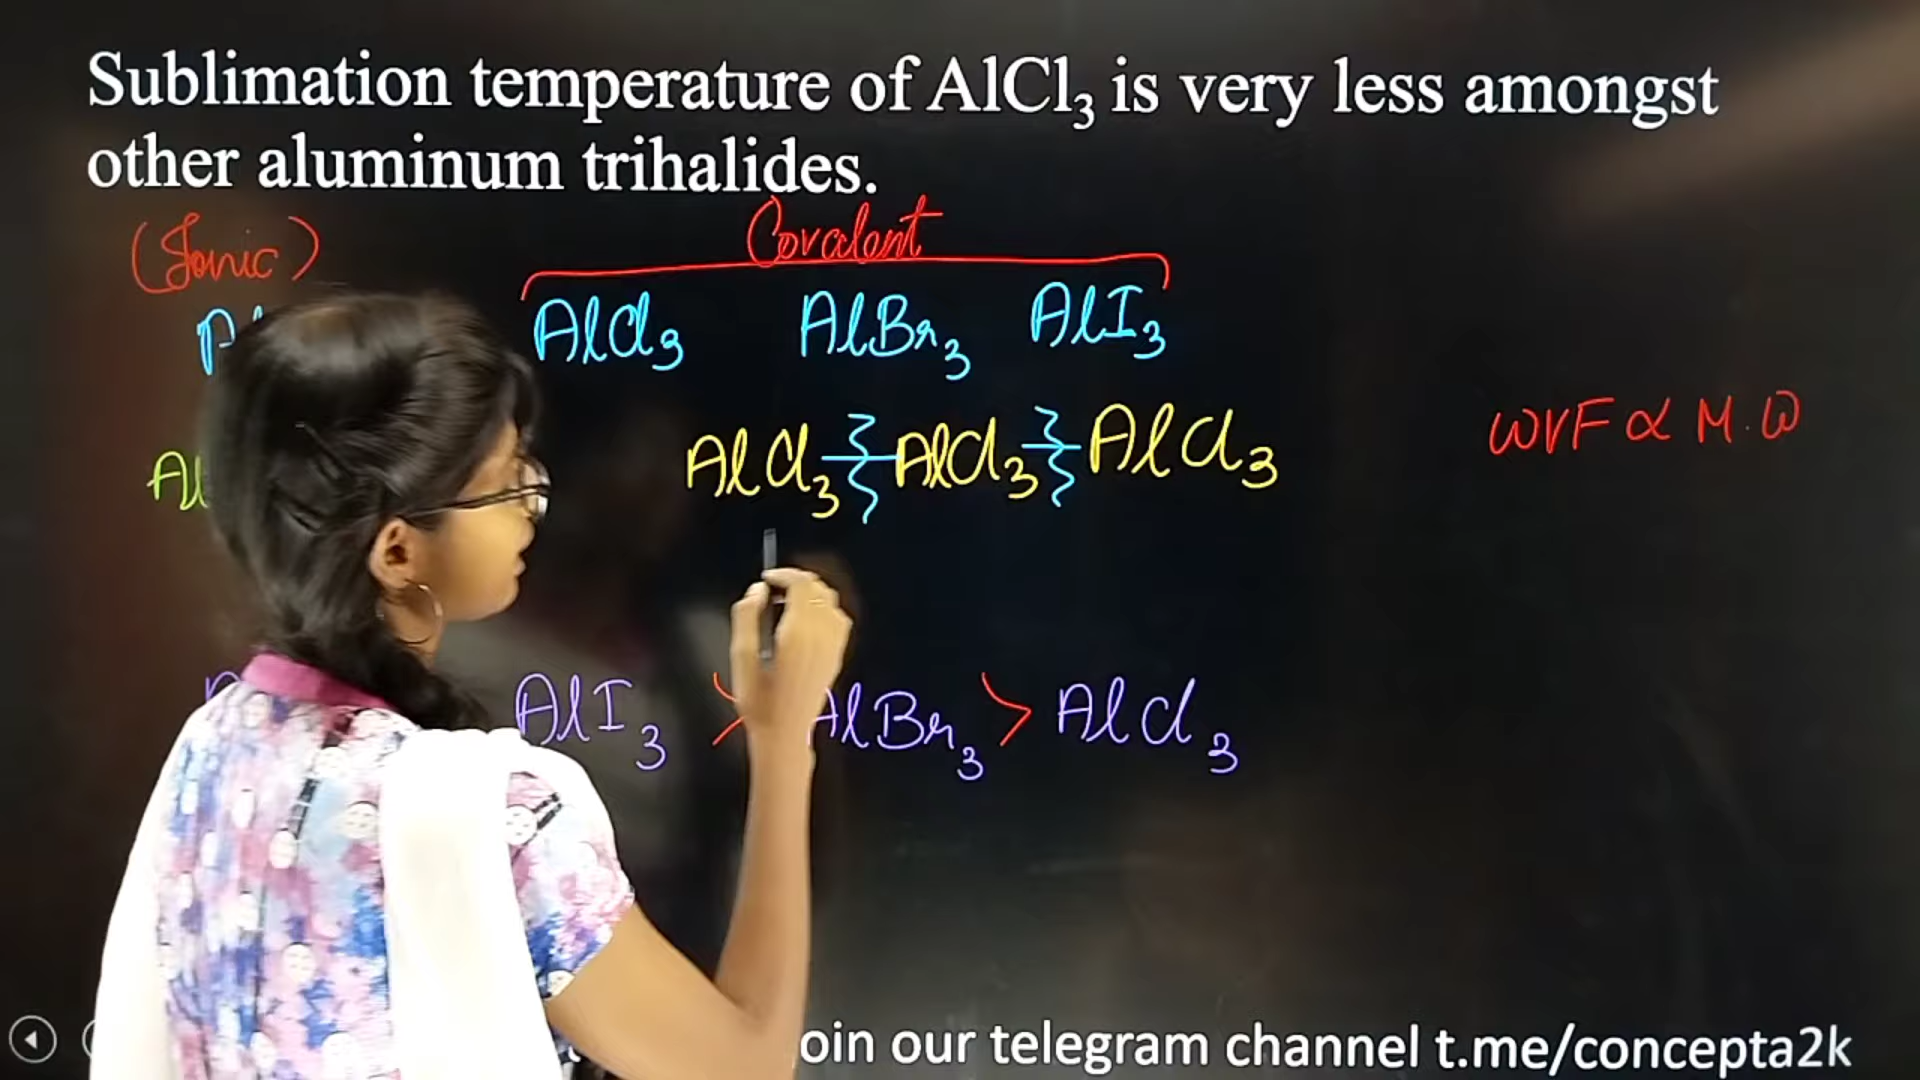 Sublimation temperature of AlCl₃ is very less amongst
other aluminum trihalides.
(Ionic) Covalent
AlCl₃ AlBr₃ AlI₃
AlCl₃ AlCl₃ AlCl₃
WVF ∝ M.W
AlI₃ > AlBr₃ > AlCl₃
oin our telegram channel t.me/concepta2k